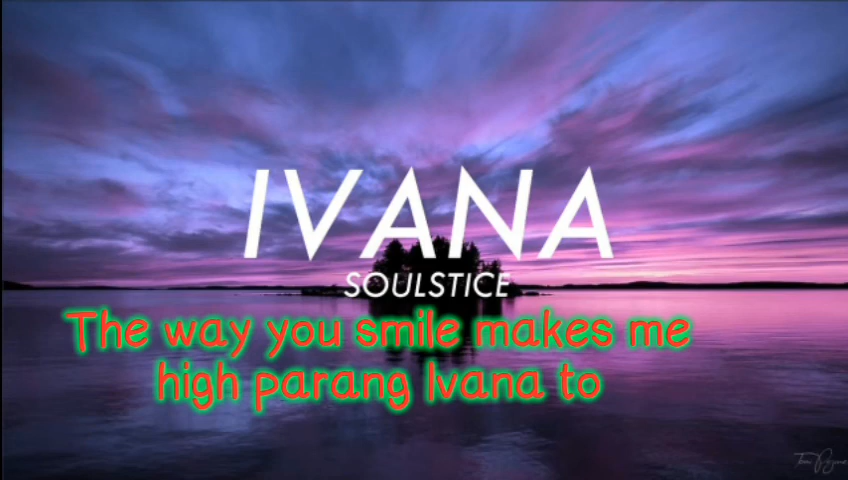 IVANA
SOULSTICE
The way you smile makes me
high parang Ivana to